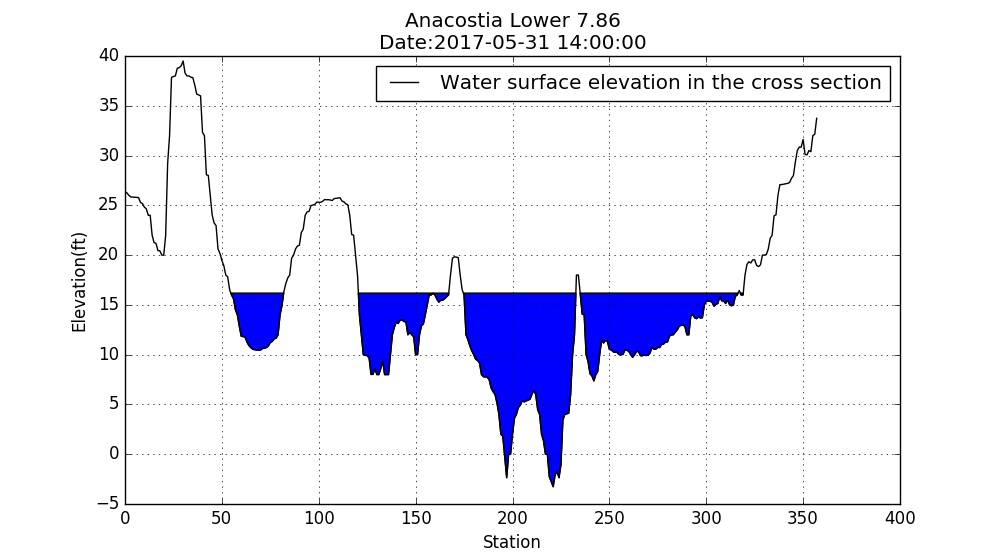 Anacostia Lower 7.86
Date:2017-05-31 14:00:00
Water surface elevation in the cross section
40
35
30
25
20
15
10
5
0
−5
Elevation(ft)
0 50 100 150 200 250 300 350 400
Station